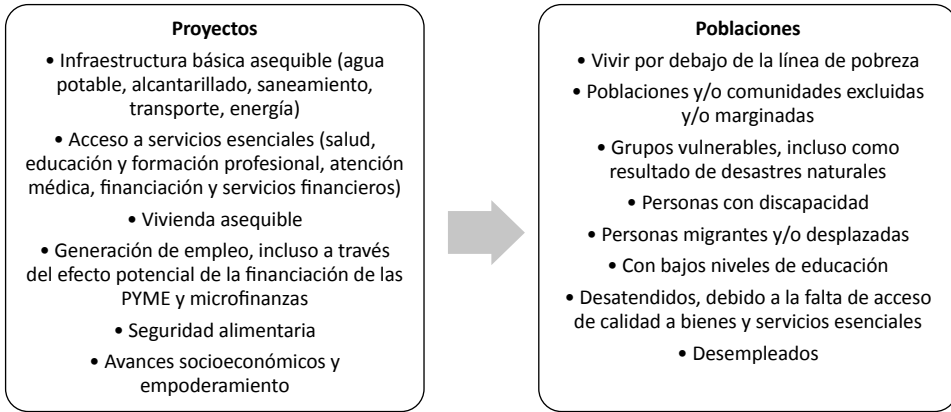 Proyectos
• Infraestructura básica asequible (agua
potable, alcantarillado, saneamiento,
transporte, energía)
• Acceso a servicios esenciales (salud,
educación y formación profesional, atención
médica, financiación y servicios financieros)
• Vivienda asequible
• Generación de empleo, incluso a través
del efecto potencial de la financiación de las
PYME y microfinanzas
• Seguridad alimentaria
• Avances socioeconómicos y
empoderamiento
Poblaciones
• Vivir por debajo de la línea de pobreza
• Poblaciones y/o comunidades excluidas
y/o marginadas
• Grupos vulnerables, incluso como
resultado de desastres naturales
• Personas con discapacidad
• Personas migrantes y/o desplazadas
• Con bajos niveles de educación
• Desatendidos, debido a la falta de acceso
de calidad a bienes y servicios esenciales
• Desempleados